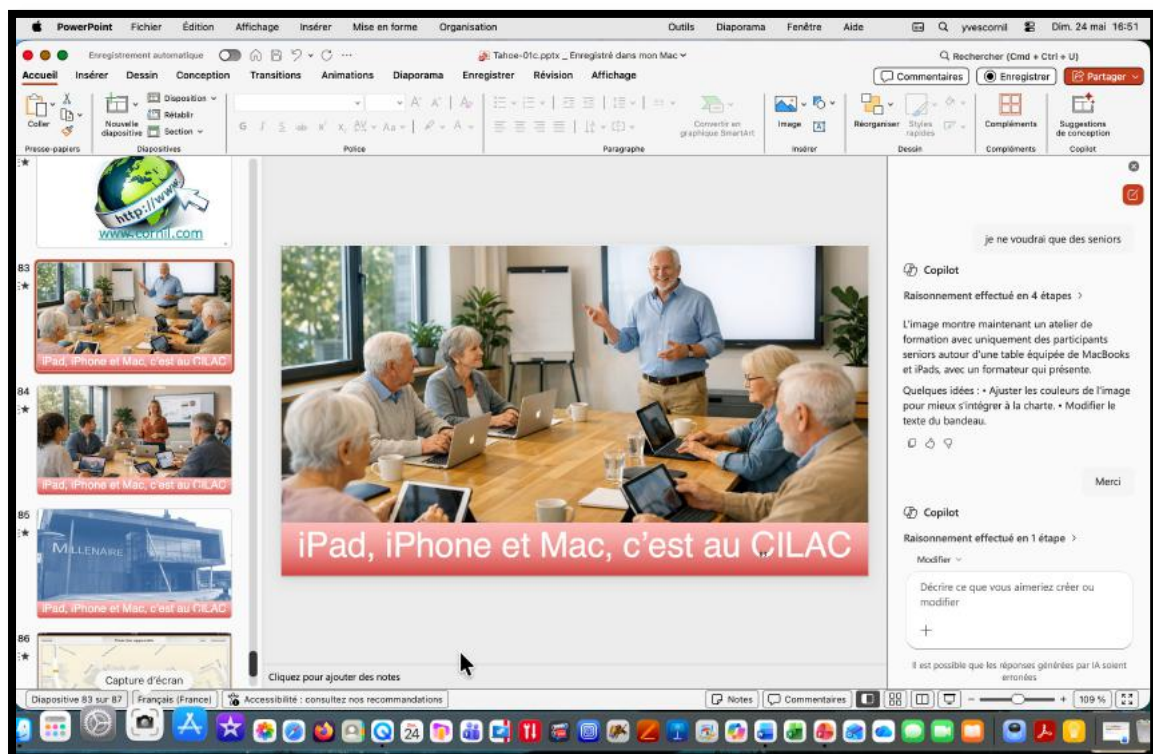 PowerPoint Fichier Édition Affichage Insérer Mise en forme Organisation Outils Diaporama Fenêtre Aide yvescornil Dim. 24 mai 16:51
Enregistrement automatique Tahoe-01c.pptx _ Enregistré dans mon Mac Rechercher (Cmd + Ctrl + U)
Accueil Insérer Dessin Conception Transitions Animations Diaporama Enregistrer Révision Affichage Commentaires Enregistrer Partager
Coller
Nouvelle diapositive
Disposition
Rétablir
Section
Convertir en graphique SmartArt
Image
Réorganiser
Styles rapides
Compléments
Suggestions de conception
Presse-papiers Diapositives Police Paragraphe Insérer Dessin Compléments Copilot
http://www
www.cornil.com
83
iPad, iPhone et Mac, c'est au CILAC
84
iPad, iPhone et Mac, c'est au CILAC
85
MILLENAIRE
iPad, iPhone et Mac, c'est au CILAC
86
Capture d'écran
iPad, iPhone et Mac, c'est au CILAC
Cliquez pour ajouter des notes
je ne voudrai que des seniors
Copilot
Raisonnement effectué en 4 étapes >
L'image montre maintenant un atelier de
formation avec uniquement des participants
seniors autour d'une table équipée de MacBooks
et iPads, avec un formateur qui présente.
Quelques idées : • Ajuster les couleurs de l'image
pour mieux s'intégrer à la charte. • Modifier le
texte du bandeau.
Merci
Copilot
Raisonnement effectué en 1 étape >
Modifier
Décrire ce que vous aimeriez créer ou
modifier
Il est possible que les réponses générées par IA soient
erronées
Diapositive 83 sur 87 Français (France) Accessibilité : consultez nos recommandations Notes Commentaires 109 %
24